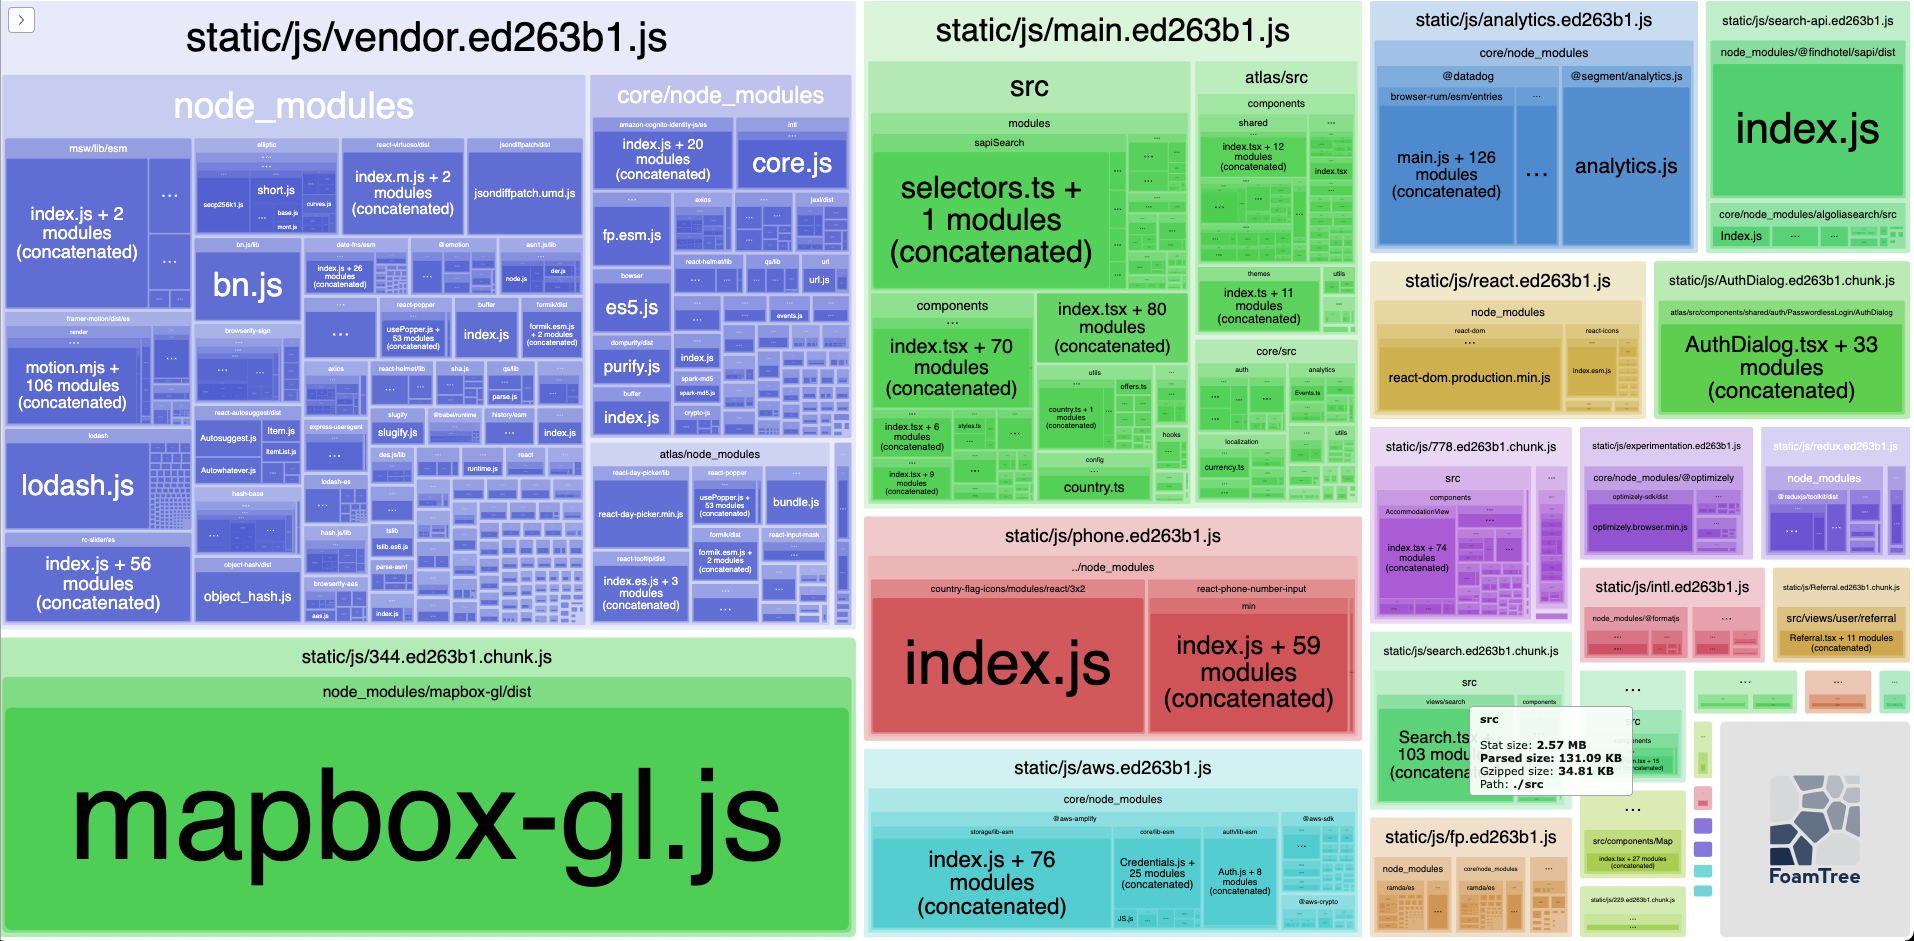 static/js/vendor.ed263b1.js
node_modules
msw/lib/esm
index.js + 2
modules
(concatenated)
...
...
elliptic
...
...
secp256k1.js
short.js
...
base.js
mont.js
curves.js
react-virtuoso/dist
index.m.js + 2
modules
(concatenated)
jsondiffpatch/dist
jsondiffpatch.umd.js
framer-motion/dist/es
render
...
motion.mjs +
106 modules
(concatenated)
...
bn.js/lib
bn.js
date-fns/esm
index.js + 26
modules
(concatenated)
@emotion
...
asn1.js/lib
node.js
der.js
browserify-sign
...
...
...
react-popper
usePopper.js +
53 modules
(concatenated)
buffer
index.js
formik/dist
formik.esm.js
+ 2 modules
(concatenated)
lodash
lodash.js
react-autosuggest/dist
Autosuggest.js
Item.js
ItemList.js
Autowhatever.js
axios
react-helmet/lib
sha.js
qs/lib
parse.js
...
express-useragent
...
slugify
slugify.js
@babel/runtime
history/esm
...
index.js
des.js/lib
runtime.js
react
hash-base
...
lodash-es
...
rc-slider/es
index.js + 56
modules
(concatenated)
object-hash/dist
object_hash.js
hash.js/lib
tslib
tslib.es6.js
parse-asn1
browserify-aes
aes.js
index.js
core/node_modules
amazon-cognito-identity-js/es
index.js + 20
modules
(concatenated)
intl
...
core.js
...
fp.esm.js
axios
...
jaxl/dist
bowser
es5.js
react-helmet/lib
qs/lib
url
url.js
events.js
dompurify/dist
purify.js
index.js
spark-md5
spark-md5.js
buffer
index.js
crypto-js
atlas/node_modules
react-day-picker/lib
react-day-picker.min.js
react-popper
usePopper.js +
53 modules
(concatenated)
...
bundle.js
react-tooltip/dist
index.es.js + 3
modules
(concatenated)
formik/dist
formik.esm.js +
2 modules
(concatenated)
react-input-mask
...
static/js/344.ed263b1.chunk.js
node_modules/mapbox-gl/dist
mapbox-gl.js
static/js/main.ed263b1.js
src
modules
sapiSearch
selectors.ts +
1 modules
(concatenated)
...
components
...
index.tsx + 70
modules
(concatenated)
index.tsx + 6
modules
(concatenated)
styles.ts
...
index.tsx + 9
modules
(concatenated)
index.tsx + 80
modules
(concatenated)
utils
...
country.ts + 1
modules
(concatenated)
offers.ts
hooks
config
...
country.ts
atlas/src
components
shared
...
index.tsx + 12
modules
(concatenated)
...
index.tsx
themes
index.ts + 11
modules
(concatenated)
utils
core/src
auth
analytics
Events.ts
localization
currency.ts
utils
static/js/phone.ed263b1.js
../node_modules
country-flag-icons/modules/react/3x2
index.js
react-phone-number-input
min
index.js + 59
modules
(concatenated)
static/js/aws.ed263b1.js
core/node_modules
@aws-amplify
storage/lib-esm
index.js + 76
modules
(concatenated)
core/lib-esm
Credentials.js +
25 modules
(concatenated)
JS.js
auth/lib-esm
Auth.js + 8
modules
(concatenated)
@aws-sdk
...
@aws-crypto
static/js/analytics.ed263b1.js
core/node_modules
@datadog
browser-rum/esm/entries
main.js + 126
modules
(concatenated)
...
...
@segment/analytics.js
analytics.js
static/js/search-api.ed263b1.js
node_modules/@findhotel/sapi/dist
index.js
core/node_modules/algoliasearch/src
Index.js
...
...
static/js/react.ed263b1.js
node_modules
react-dom
...
react-dom.production.min.js
react-icons
index.esm.js
static/js/AuthDialog.ed263b1.chunk.js
atlas/src/components/shared/auth/PasswordlessLogin/AuthDialog
AuthDialog.tsx + 33
modules
(concatenated)
static/js/778.ed263b1.chunk.js
src
components
AccommodationView
index.tsx + 74
modules
(concatenated)
...
static/js/experimentation.ed263b1.js
core/node_modules/@optimizely
optimizely-sdk/dist
optimizely.browser.min.js
...
static/js/redux.ed263b1.js
node_modules
@reduxjs/toolkit/dist
...
static/js/intl.ed263b1.js
node_modules/@formatjs
...
static/js/Referral.ed263b1.chunk.js
src/views/user/referral
Referral.tsx + 11 modules
(concatenated)
static/js/search.ed263b1.chunk.js
src
views/search
components
Search.tsx
103 modu
(concatena
src
Stat size: 2.57 MB
Parsed size: 131.09 KB
Gzipped size: 34.81 KB
Path: ./src
...
...
...
...
...
src/components/Map
index.tsx + 27 modules
(concatenated)
static/js/fp.ed263b1.js
node_modules
ramda/es
core/node_modules
ramda/es
...
static/js/229.ed263b1.chunk.js
...
FoamTree